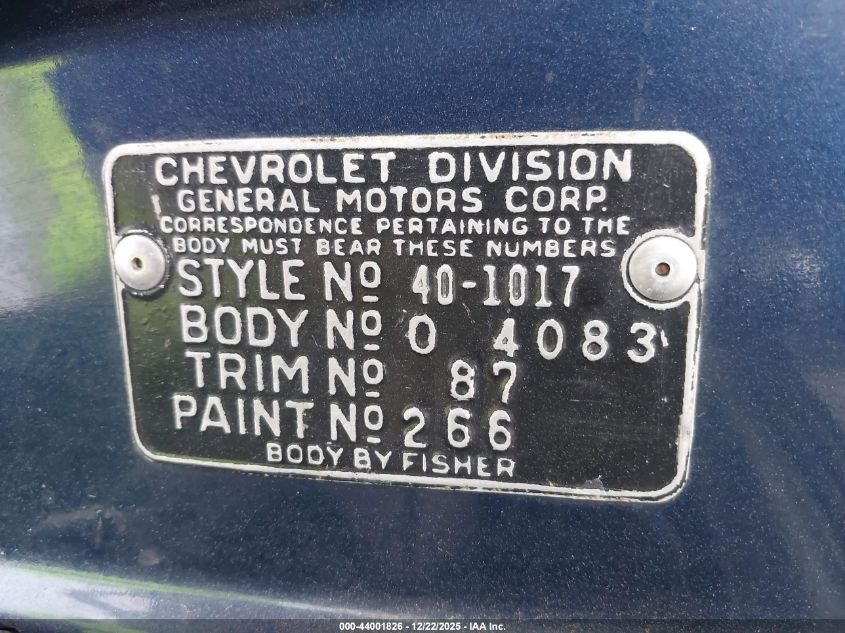 CHEVROLET DIVISION
GENERAL MOTORS CORP.
CORRESPONDENCE PERTAINING TO THE
BODY MUST BEAR THESE NUMBERS
STYLE Nº 40-1017
BODY Nº O 4083
TRIM Nº 87
PAINT Nº 266
BODY BY FISHER
000-44001826 - 12/22/2025 - IAA Inc.